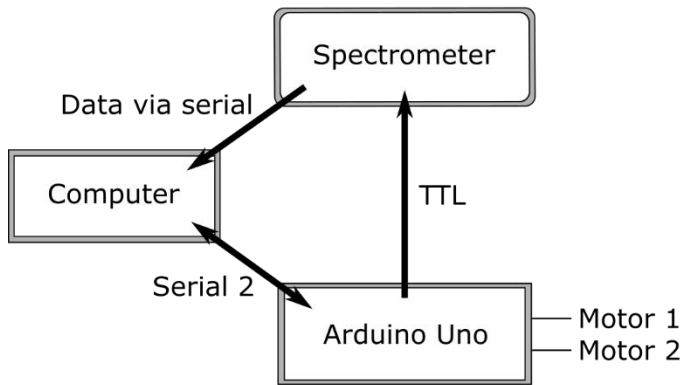 Spectrometer
Data via serial
Computer
TTL
Serial 2
Arduino Uno
Motor 1
Motor 2